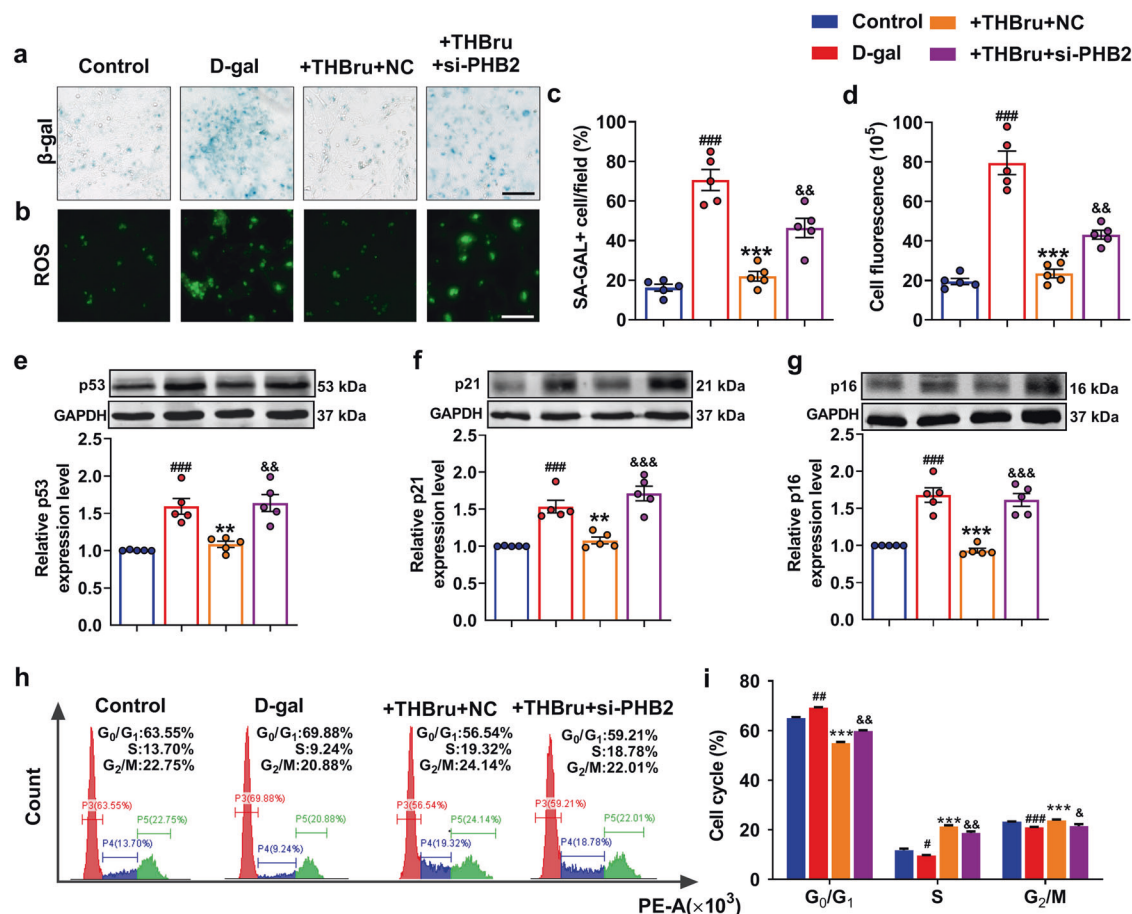 Control
+THBru+NC
D-gal
+THBru+si-PHB2
a
Control
D-gal
+THBru+NC
+THBru
+si-PHB2
β-gal
b
ROS
c
SA-GAL+ cell/field (%)
100
80
60
40
20
0
###
***
&&
d
Cell fluorescence (10⁵)
100
80
60
40
20
0
###
***
&&
e
p53
53 kDa
GAPDH
37 kDa
Relative p53
expression level
2.5
2.0
1.5
1.0
0.5
0.0
###
**
&&
f
p21
21 kDa
GAPDH
37 kDa
Relative p21
expression level
2.5
2.0
1.5
1.0
0.5
0.0
###
**
&&&
g
p16
16 kDa
GAPDH
37 kDa
Relative p16
expression level
2.5
2.0
1.5
1.0
0.5
0.0
###
***
&&&
h
Count
Control
G₀/G₁:63.55%
S:13.70%
G₂/M:22.75%
P3(63.55%)
P5(22.75%)
P4(13.70%)
D-gal
G₀/G₁:69.88%
S:9.24%
G₂/M:20.88%
P3(69.88%)
P5(20.88%)
P4(9.24%)
+THBru+NC
G₀/G₁:56.54%
S:19.32%
G₂/M:24.14%
P3(56.54%)
P5(24.14%)
P4(19.32%)
+THBru+si-PHB2
G₀/G₁:59.21%
S:18.78%
G₂/M:22.01%
P3(59.21%)
P5(22.01%)
P4(18.78%)
PE-A(×10³)
i
Cell cycle (%)
80
60
40
20
0
##
***
&&
#
***
&&
###
***
&
G₀/G₁
S
G₂/M